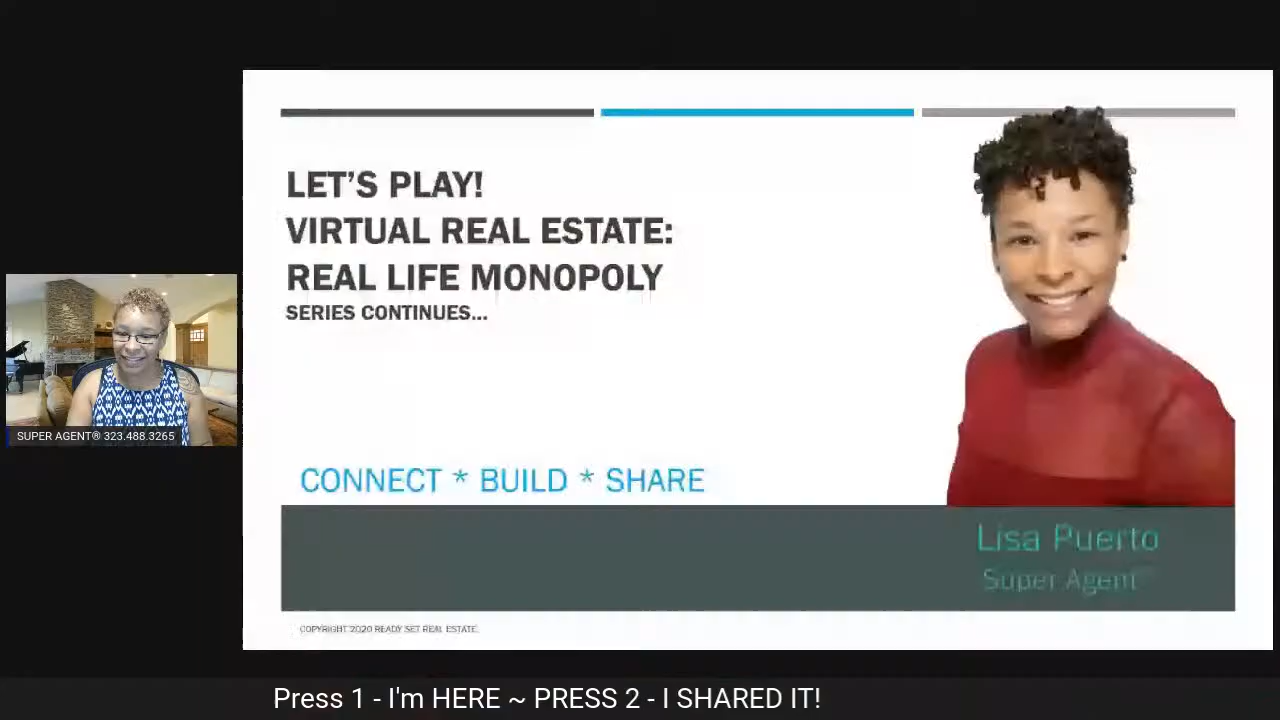 LET'S PLAY!
VIRTUAL REAL ESTATE:
REAL LIFE MONOPOLY
SERIES CONTINUES...
SUPER AGENT® 323.488.3265
CONNECT * BUILD * SHARE
Lisa Puerto
Super Agent
COPYRIGHT 2020 READY SET REAL ESTATE.
Press 1 - I'm HERE ~ PRESS 2 - I SHARED IT!